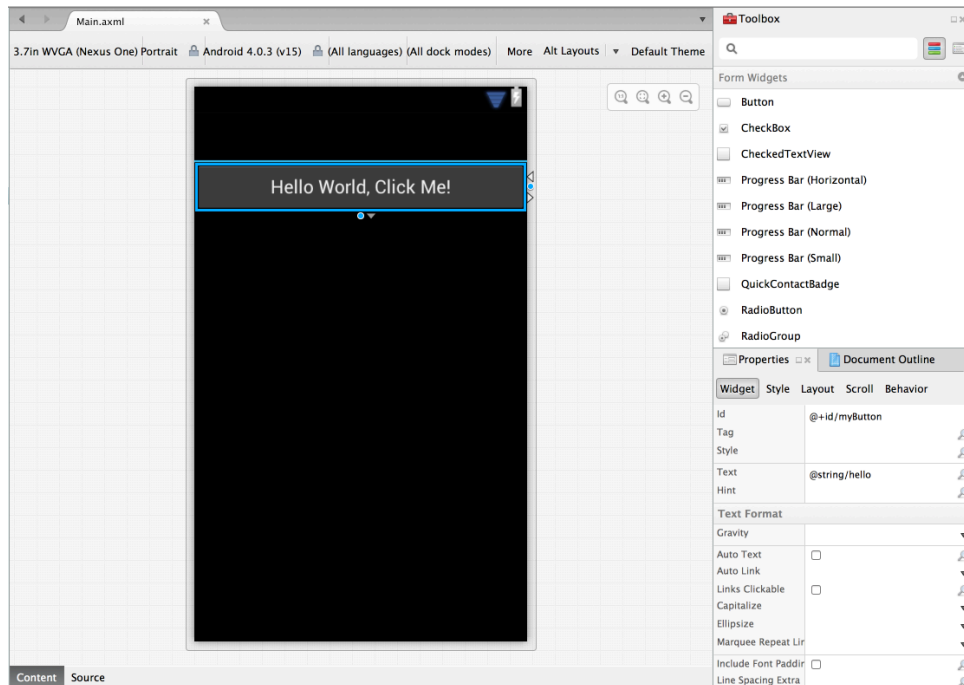 Main.axml
3.7in WVGA (Nexus One) Portrait Android 4.0.3 (v15) (All languages) (All dock modes) More Alt Layouts Default Theme
Hello World, Click Me!
Content Source
Toolbox
Form Widgets
Button
CheckBox
CheckedTextView
Progress Bar (Horizontal)
Progress Bar (Large)
Progress Bar (Normal)
Progress Bar (Small)
QuickContactBadge
RadioButton
RadioGroup
Properties Document Outline
Widget Style Layout Scroll Behavior
Id @+id/myButton
Tag
Style
Text @string/hello
Hint
Text Format
Gravity
Auto Text
Auto Link
Links Clickable
Capitalize
Ellipsize
Marquee Repeat Lir
Include Font Paddir
Line Spacing Extra